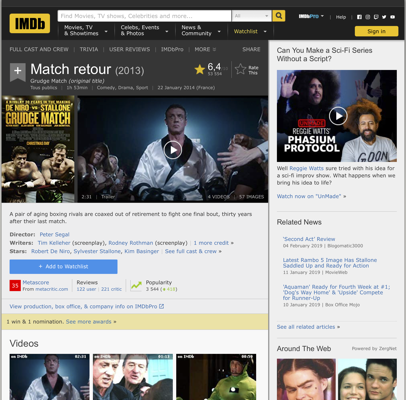 IMDb
Find Movies, TV shows, Celebrities and more...
All
IMDbPro
Help
Movies, TV & Showtimes
Celebs, Events & Photos
News & Community
Watchlist
Sign in
FULL CAST AND CREW | TRIVIA | USER REVIEWS | IMDbPro | MORE
SHARE
Match retour (2013)
Grudge Match (original title)
Tous publics | 1h 53min | Comedy, Drama, Sport | 22 January 2014 (France)
6,4
Rate This
DE NIRO vs STALLONE
GRUDGE MATCH
2:31 | Trailer
4 VIDEOS | 57 IMAGES
A pair of aging boxing rivals are coaxed out of retirement to fight one final bout, thirty years
after their last match.
Director: Peter Segal
Writers: Tim Kelleher (screenplay), Rodney Rothman (screenplay) | 1 more credit »
Stars: Robert De Niro, Sylvester Stallone, Kim Basinger | See full cast & crew »
+ Add to Watchlist
35 Metascore
From metacritic.com
Reviews
122 user | 221 critic
Popularity
View production, box office, & company info on IMDbPro
1 win & 1 nomination. See more awards »
Videos
Can You Make a Sci-Fi Series
Without a Script?
REGGIE WATTS'
PHASIUM
PROTOCOL
Well Reggie Watts sure tried with his idea for
a sci-fi improv show. What happens when we
bring his idea to life?
Watch now on "UnMade" »
Related News
'Second Act' Review
04 February 2019 | Blogomatic3000
Latest Rambo 5 Image Has Stallone
Saddled Up and Ready for Action
11 January 2019 | MovieWeb
'Aquaman' Ready for Fourth Week at #1;
'Dog's Way Home' & 'Upside' Compete
for Runner-Up
10 January 2019 | Box Office Mojo
See all related articles »
Around The Web
Powered by ZergNet